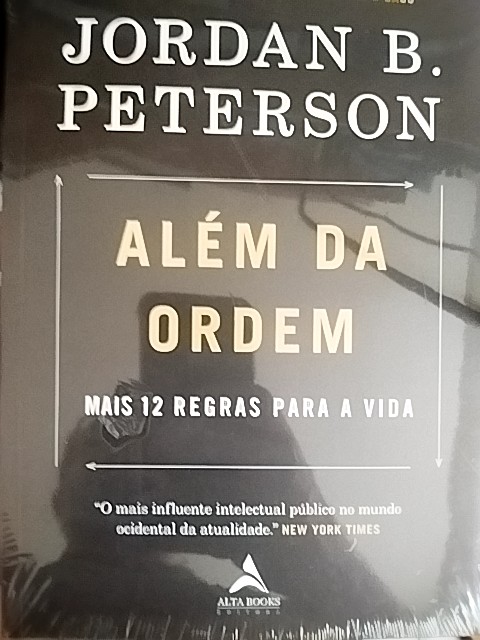 JORDAN B.
PETERSON
ALÉM DA
ORDEM
MAIS 12 REGRAS PARA A VIDA
"O mais influente intelectual público no mundo
ocidental da atualidade." NEW YORK TIMES
ALTA BOOKS
EDITORA